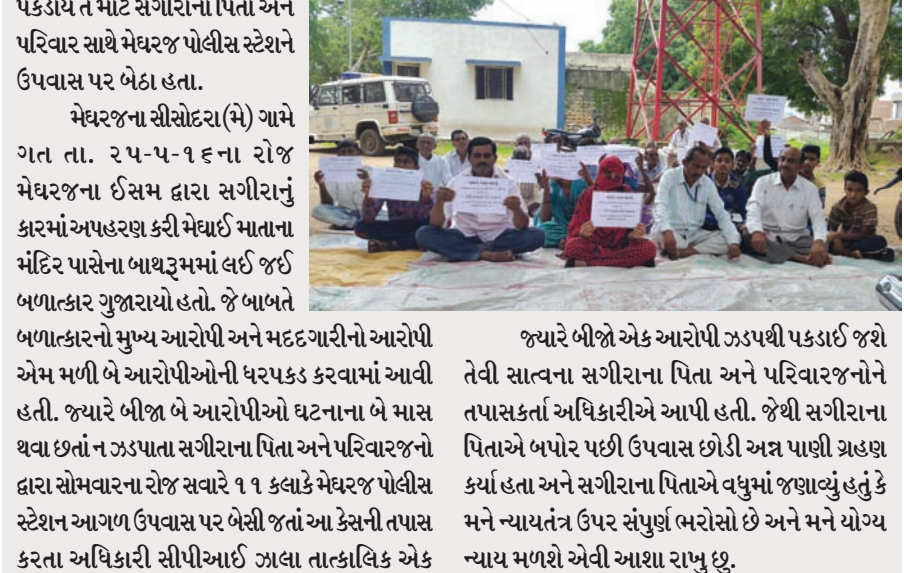 પકડાય તે માટે સગીરાના પિતા અને
પરિવાર સાથે મેઘરજ પોલીસ સ્ટેશને
ઉપવાસ પર બેઠા હતા.
મેઘરજના સીસોદરા(મે) ગામે
ગત તા. ૨૫-૫-૧૬ના રોજ
મેઘરજના ઈસમ દ્વારા સગીરાનું
કારમાં અપહરણ કરી મેઘાઈ માતાના
મંદિર પાસેના બાથરૂમમાં લઈ જઈ
બળાત્કાર ગુજારાયો હતો. જે બાબતે
બળાત્કારનો મુખ્ય આરોપી અને મદદગારીનો આરોપી
એમ મળી બે આરોપીઓની ધરપકડ કરવામાં આવી
હતી. જ્યારે બીજા બે આરોપીઓ ઘટનાના બે માસ
થવા છતાં ન ઝડપાતા સગીરાના પિતા અને પરિવારજનો
દ્વારા સોમવારના રોજ સવારે ૧૧ કલાકે મેઘરજ પોલીસ
સ્ટેશન આગળ ઉપવાસ પર બેસી જતાં આ કેસની તપાસ
કરતા અધિકારી સીપીઆઈ ઝાલા તાત્કાલિક એક
જ્યારે બીજો એક આરોપી ઝડપથી પકડાઈ જશે
તેવી સાત્વના સગીરાના પિતા અને પરિવારજનોને
તપાસકર્તા અધિકારીએ આપી હતી. જેથી સગીરાના
પિતાએ બપોર પછી ઉપવાસ છોડી અન્ન પાણી ગ્રહણ
કર્યા હતા અને સગીરાના પિતાએ વધુમાં જણાવ્યું હતું કે
મને ન્યાયતંત્ર ઉપર સંપુર્ણ ભરોસો છે અને મને યોગ્ય
ન્યાય મળશે એવી આશા રાખુ છુ.